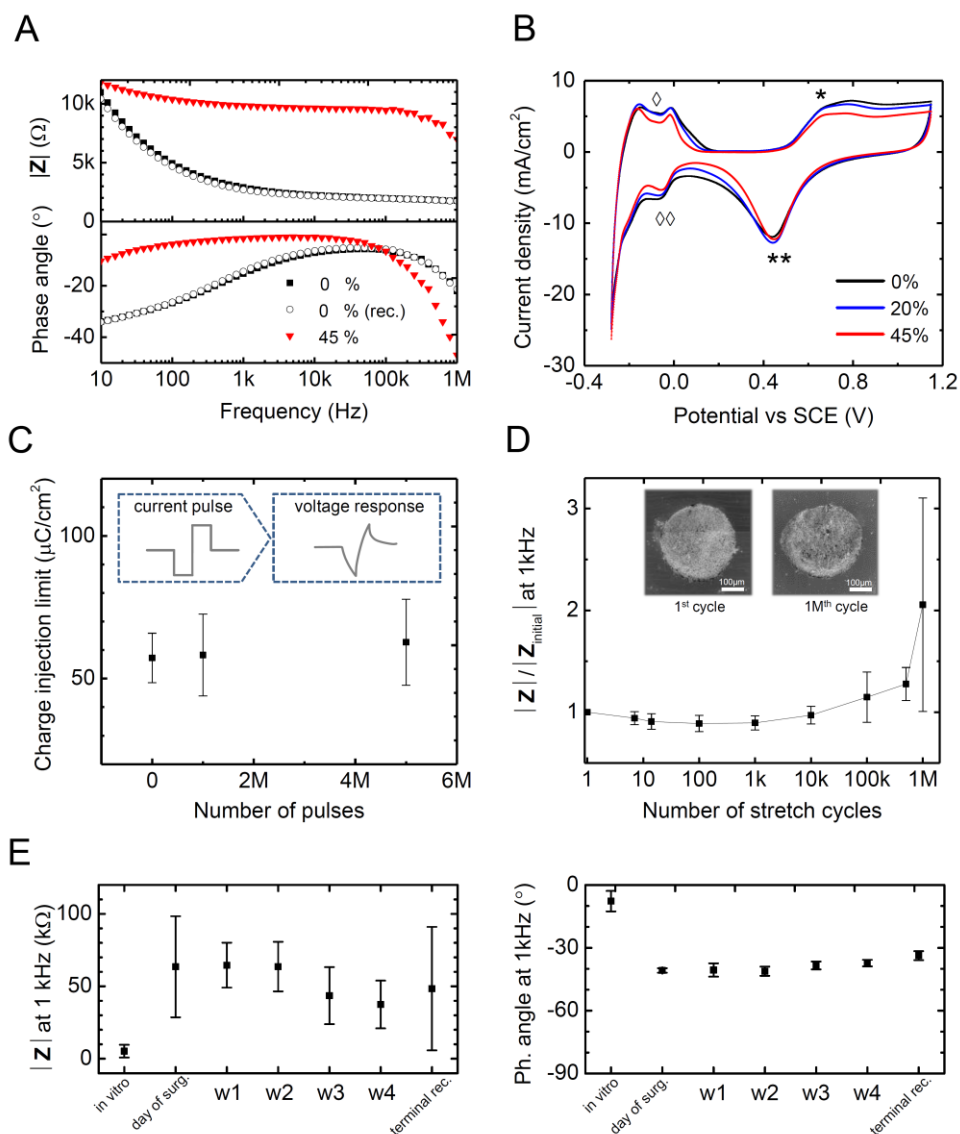 A
|Z| (Ω)
10k
5k
0
Phase angle (°)
0
-20
-40
0 %
0 % (rec.)
45 %
10
100
1k
10k
100k
1M
Frequency (Hz)
B
Current density (mA/cm²)
10
5
0
5
-10
-20
-30
◊
*
◊◊
**
0%
20%
45%
-0.4
0.0
0.4
0.8
1.2
Potential vs SCE (V)
C
Charge injection limit (µC/cm²)
100
50
current pulse
voltage response
0
2M
4M
6M
Number of pulses
D
|Z| / |Z initial| at 1kHz
3
2
1
100µm
100µm
1st cycle
1Mth cycle
1
10
100
1k
10k
100k
1M
Number of stretch cycles
E
|Z| at 1 kHz (kΩ)
100
50
0
in vitro
day of surg.
w1
w2
w3
w4
terminal rec.
Ph. angle at 1kHz (°)
0
-30
-60
-90
in vitro
day of surg.
w1
w2
w3
w4
terminal rec.